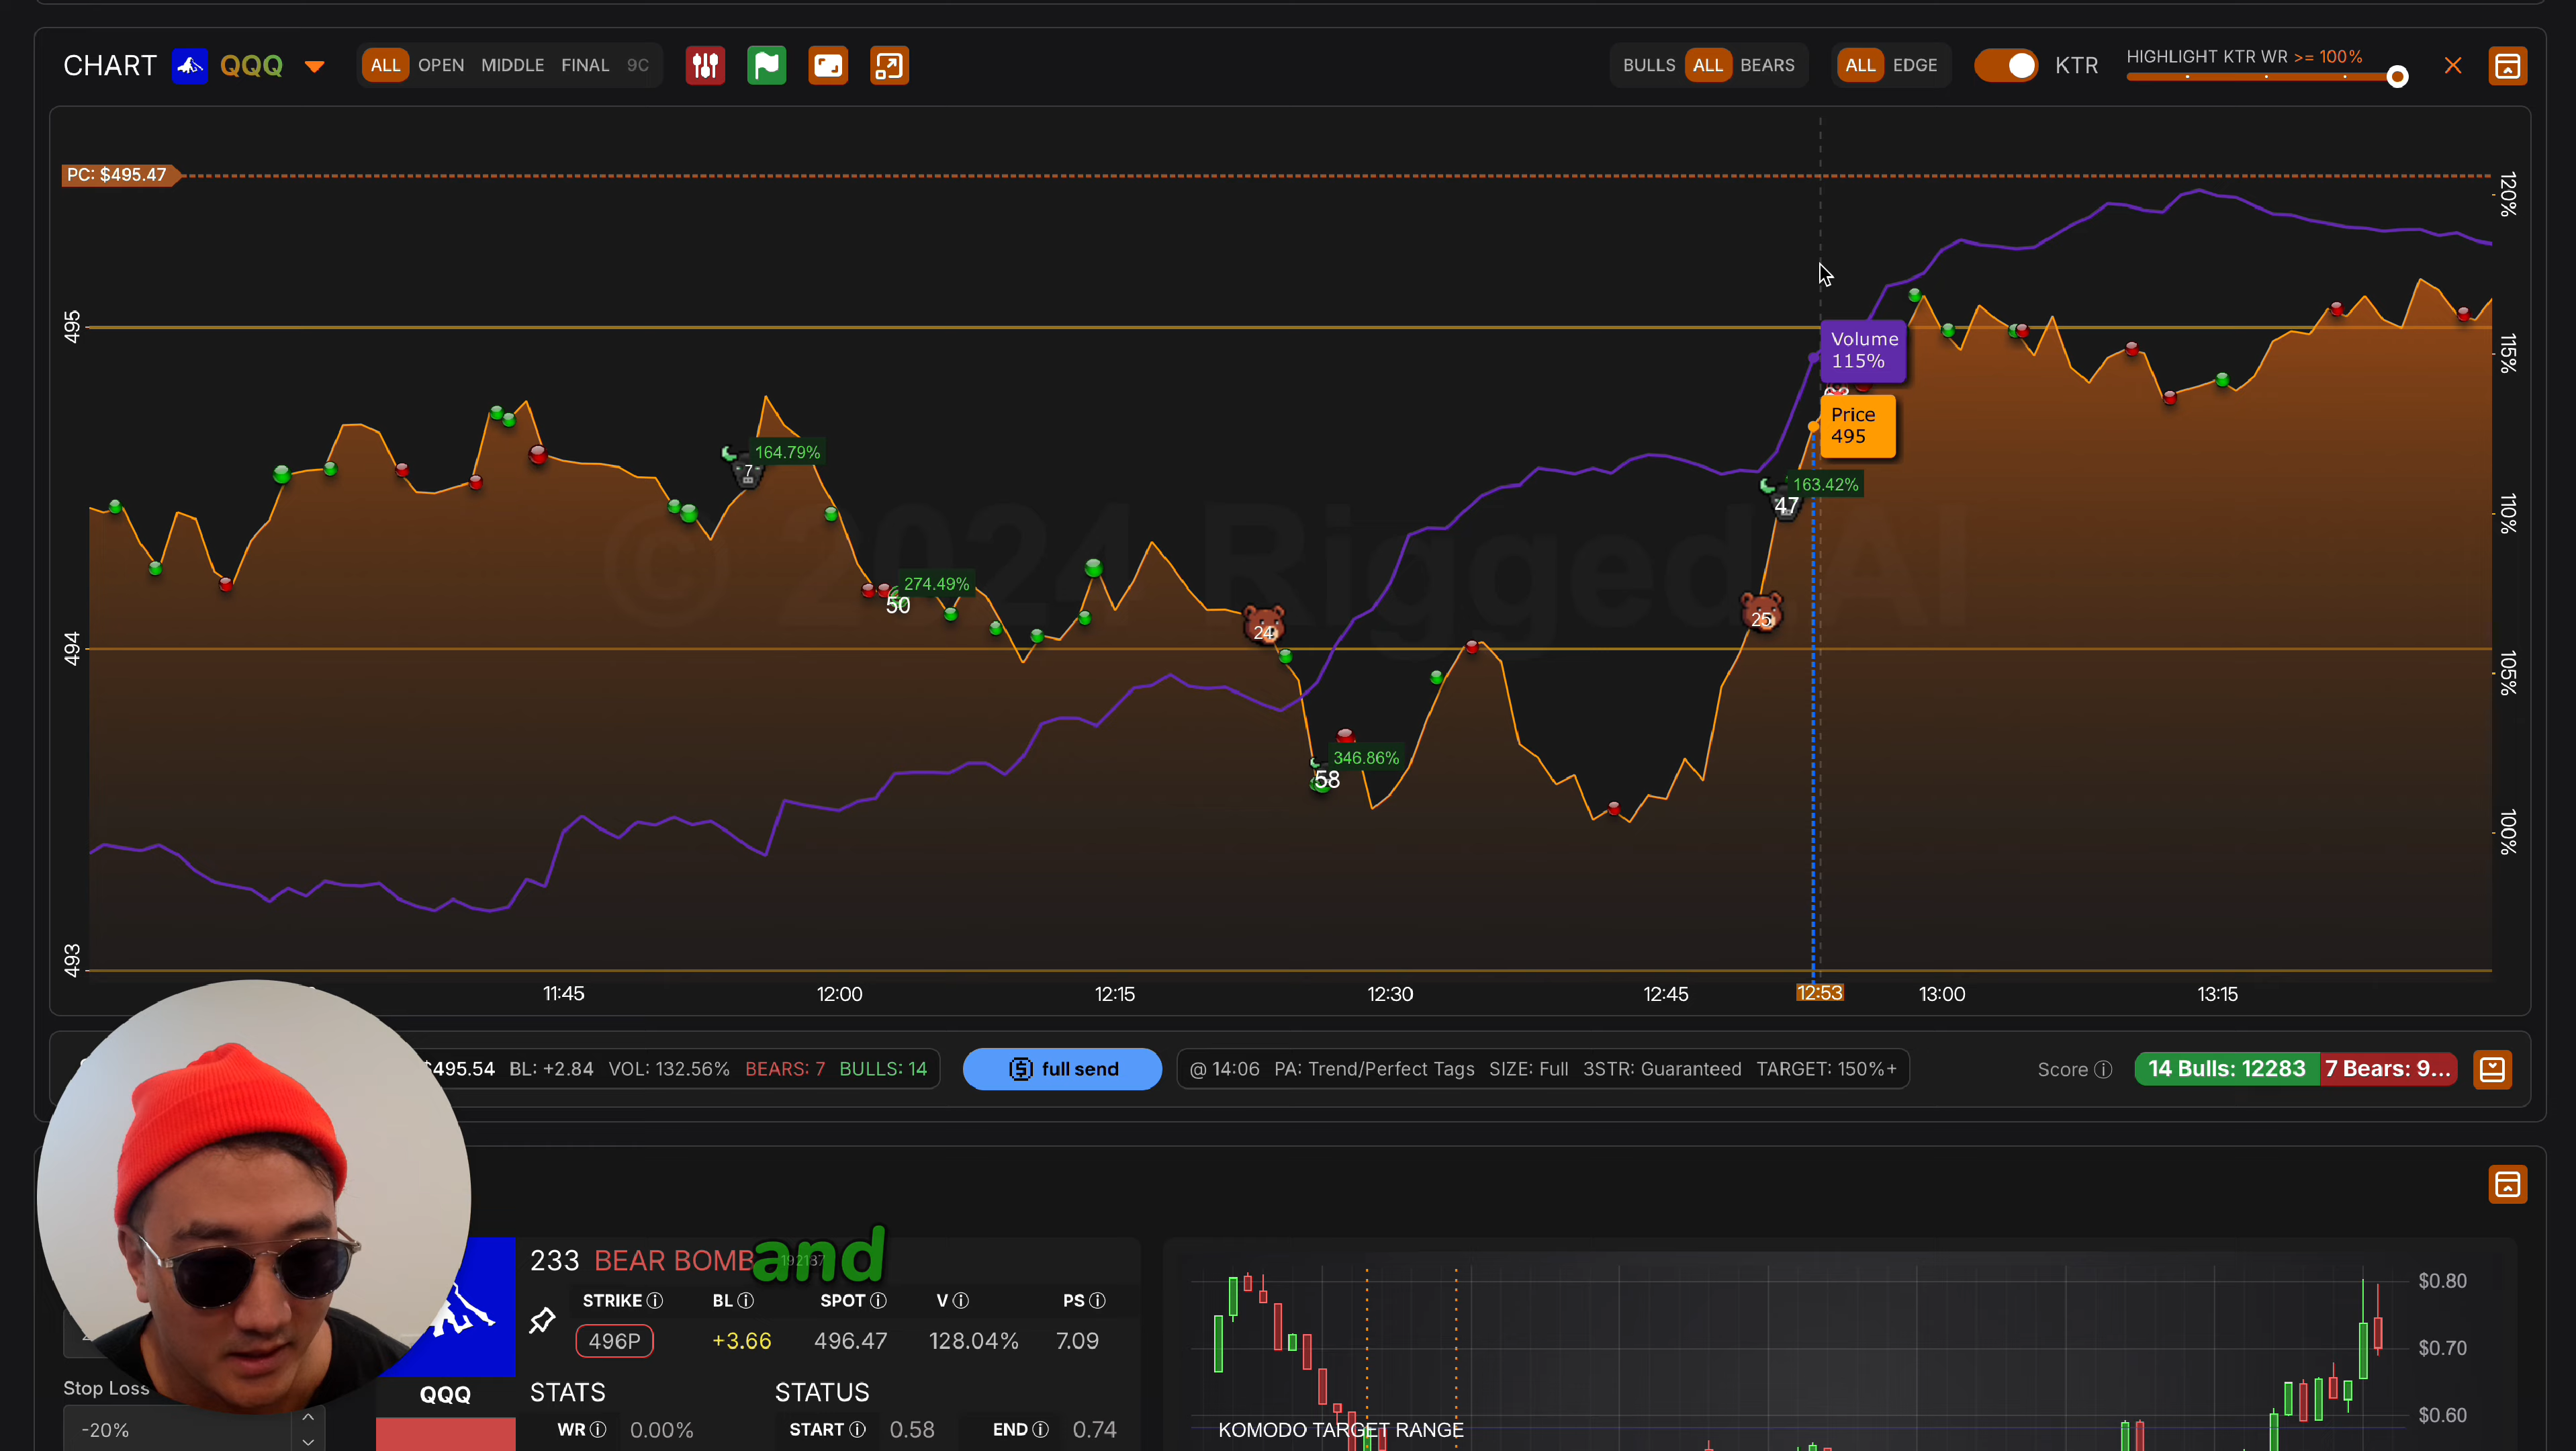 CHART QQQ ALL OPEN MIDDLE FINAL 9C BULLS ALL BEARS ALL EDGE KTR HIGHLIGHT KTR WR >= 100%
PC: $495.47
120%
495
Volume
115%
115%
Price
495
164.79%
7
163.42%
47
110%
© 2024 Rigged.AI
274.49%
50
24
25
494
105%
346.86%
58
100%
493
11:45 12:00 12:15 12:30 12:45 12:53 13:00 13:15
$495.54 BL: +2.84 VOL: 132.56% BEARS: 7 BULLS: 14 full send @ 14:06 PA: Trend/Perfect Tags SIZE: Full 3STR: Guaranteed TARGET: 150%+ Score 14 Bulls: 12283 7 Bears: 9...
233 BEAR BOMB and 192137
STRIKE BL SPOT V PS
496P +3.66 496.47 128.04% 7.09
Stop Loss QQQ STATS STATUS
-20% WR 0.00% START 0.58 END 0.74
$0.80
$0.70
$0.60
KOMODO TARGET RANGE